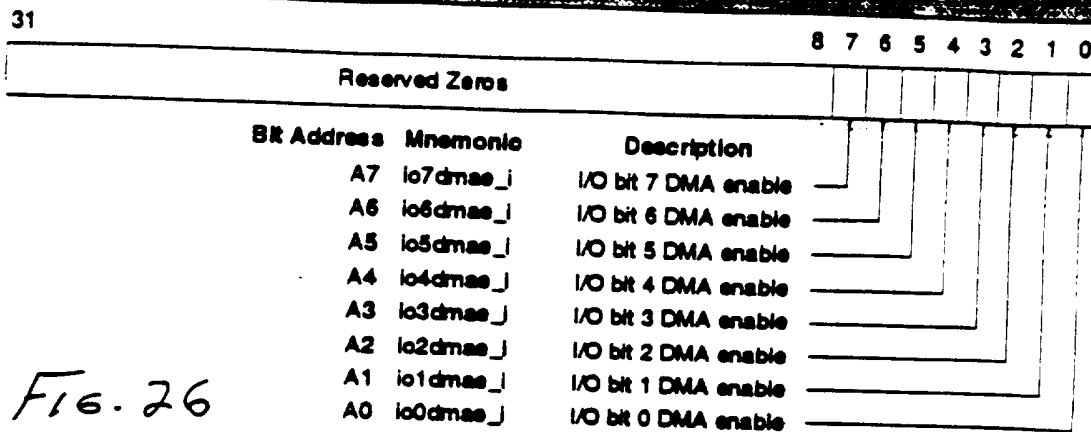 31 8 7 6 5 4 3 2 1 0
Reserved Zeros
Bit Address Mnemonic Description
A7 io7dmae_i I/O bit 7 DMA enable
A6 io6dmae_i I/O bit 6 DMA enable
A5 io5dmae_i I/O bit 5 DMA enable
A4 io4dmae_i I/O bit 4 DMA enable
A3 io3dmae_i I/O bit 3 DMA enable
A2 io2dmae_i I/O bit 2 DMA enable
A1 io1dmae_i I/O bit 1 DMA enable
A0 io0dmae_i I/O bit 0 DMA enable
FIG. 26